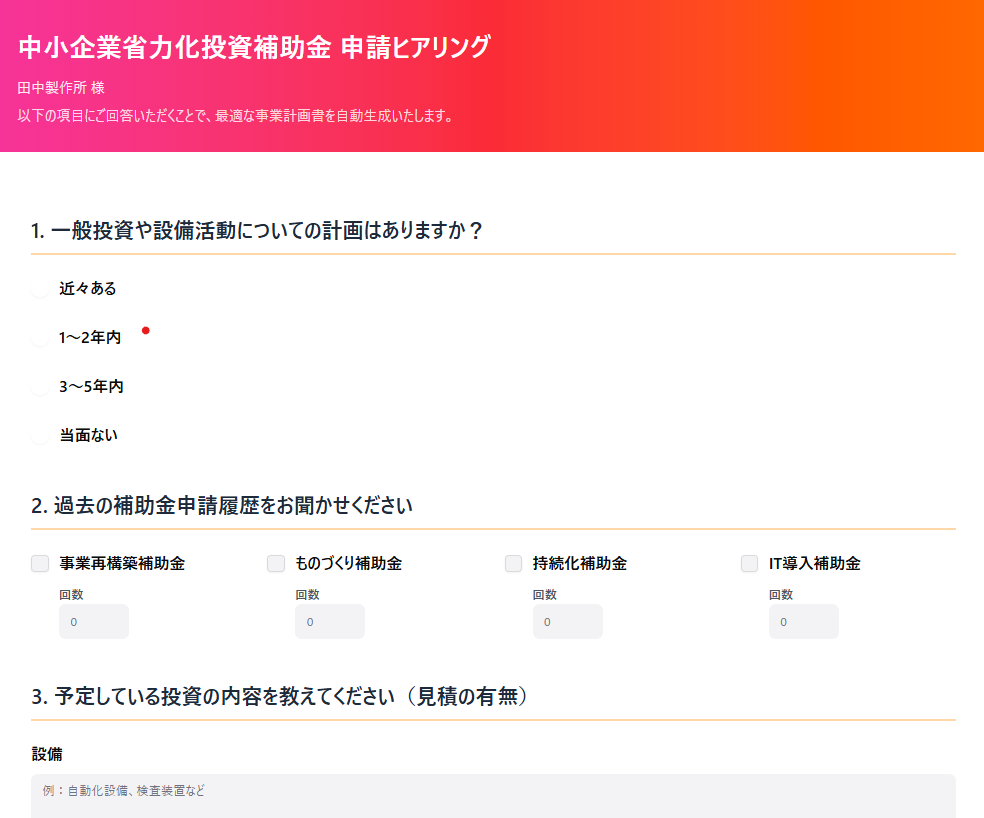 中小企業省力化投資補助金 申請ヒアリング
田中製作所 様
以下の項目にご回答いただくことで、最適な事業計画書を自動生成いたします。
1. 一般投資や設備活動についての計画はありますか？
近々ある
1～2年内
3～5年内
当面ない
2. 過去の補助金申請履歴をお聞かせください
事業再構築補助金 ものづくり補助金 持続化補助金 IT導入補助金
回数 回数 回数 回数
0 0 0 0
3. 予定している投資の内容を教えてください（見積の有無）
設備
例：自動化設備、検査装置など